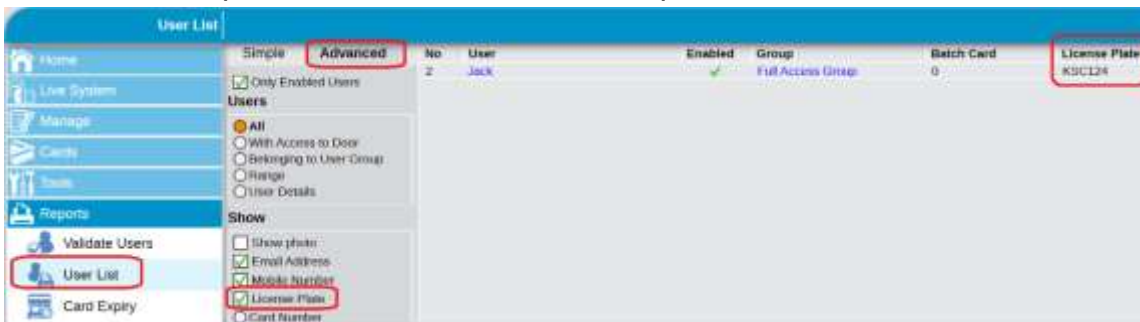 User List
Home
Live System
Manage
Cards
Tools
Reports
Validate Users
User List
Card Expiry
Simple Advanced
Only Enabled Users
Users
All
With Access to Door
Belonging to User Group
Range
User Details
Show
Show photo
Email Address
Mobile Number
License Plate
Card Number
No User Enabled Group Batch Card License Plate
2 Jack Full Access Group 0 KSC124